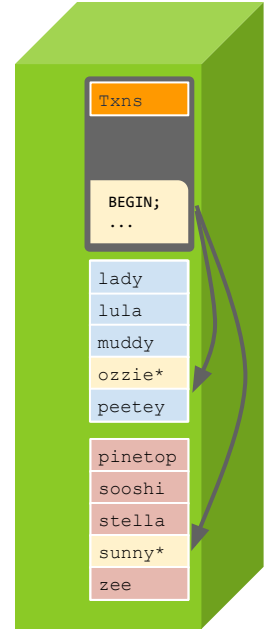 Txns
BEGIN;
...
lady
lula
muddy
ozzie*
peetey
pinetop
sooshi
stella
sunny*
zee